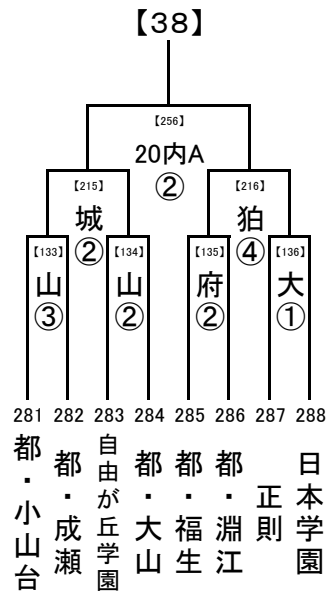 【38】
【256】
20内A
②
【215】
城
②
【216】
狛
④
【133】
山
③
【134】
山
②
【135】
府
②
【136】
大
①
281 282 283 284 285 286 287 288
都・小山台
都・成瀬
自由が丘学園
都・大山
都・福生
都・淵江
正則
日本学園